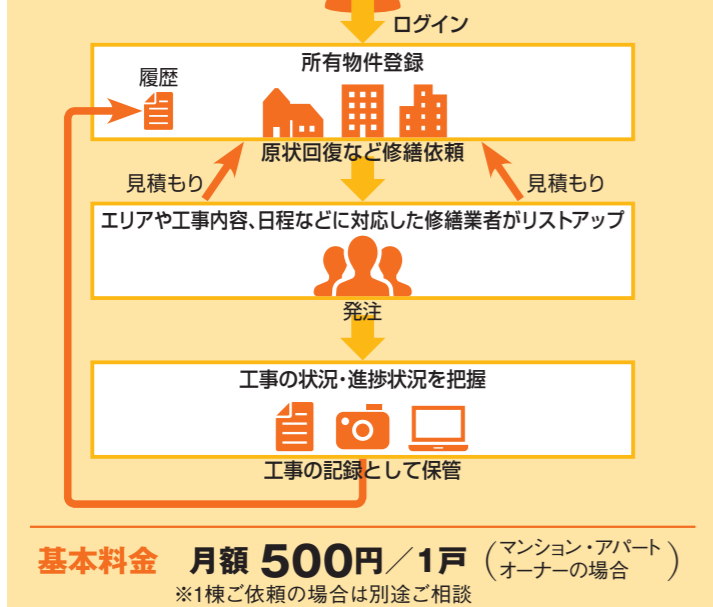 ログイン
所有物件登録
履歴
原状回復など修繕依頼
見積もり
見積もり
エリアや工事内容、日程などに対応した修繕業者がリストアップ
発注
工事の状況・進捗状況を把握
工事の記録として保管
基本料金 月額 500円／1戸 (マンション・アパート
オーナーの場合)
※1棟ご依頼の場合は別途ご相談